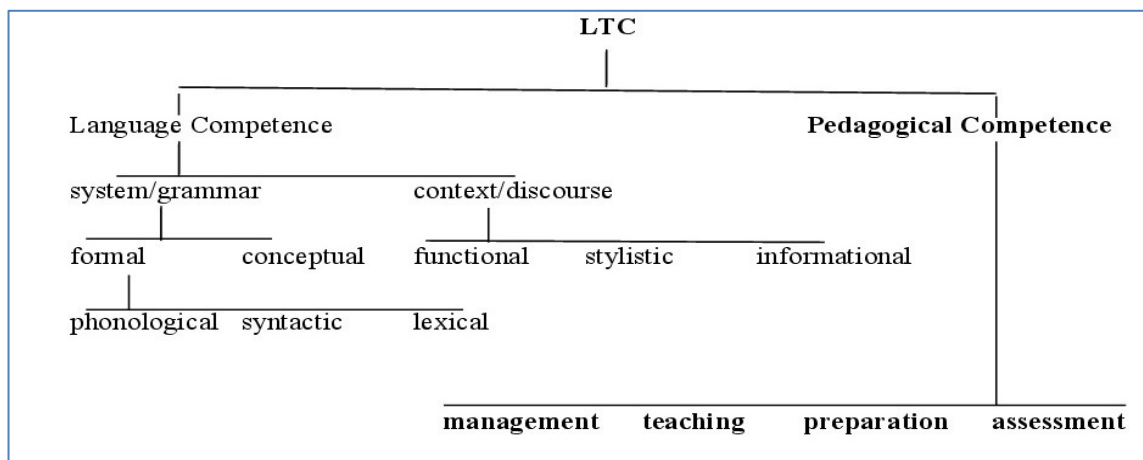 LTC
Language Competence Pedagogical Competence
system/grammar context/discourse
formal conceptual functional stylistic informational
phonological syntactic lexical
management teaching preparation assessment